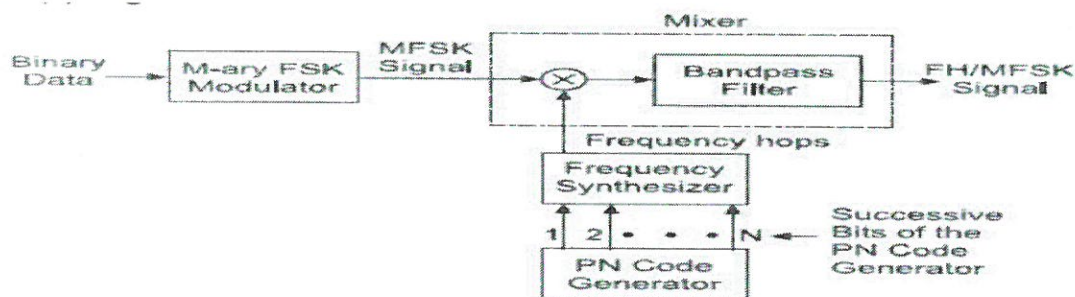 Mixer
Binary
Data
M-ary FSK
Modulator
MFSK
Signal
Bandpass
Filter
FH/MFSK
Signal
Frequency hops
Frequency
Synthesizer
1 2 • • • N
Successive
Bits of the
PN Code
Generator
PN Code
Generator